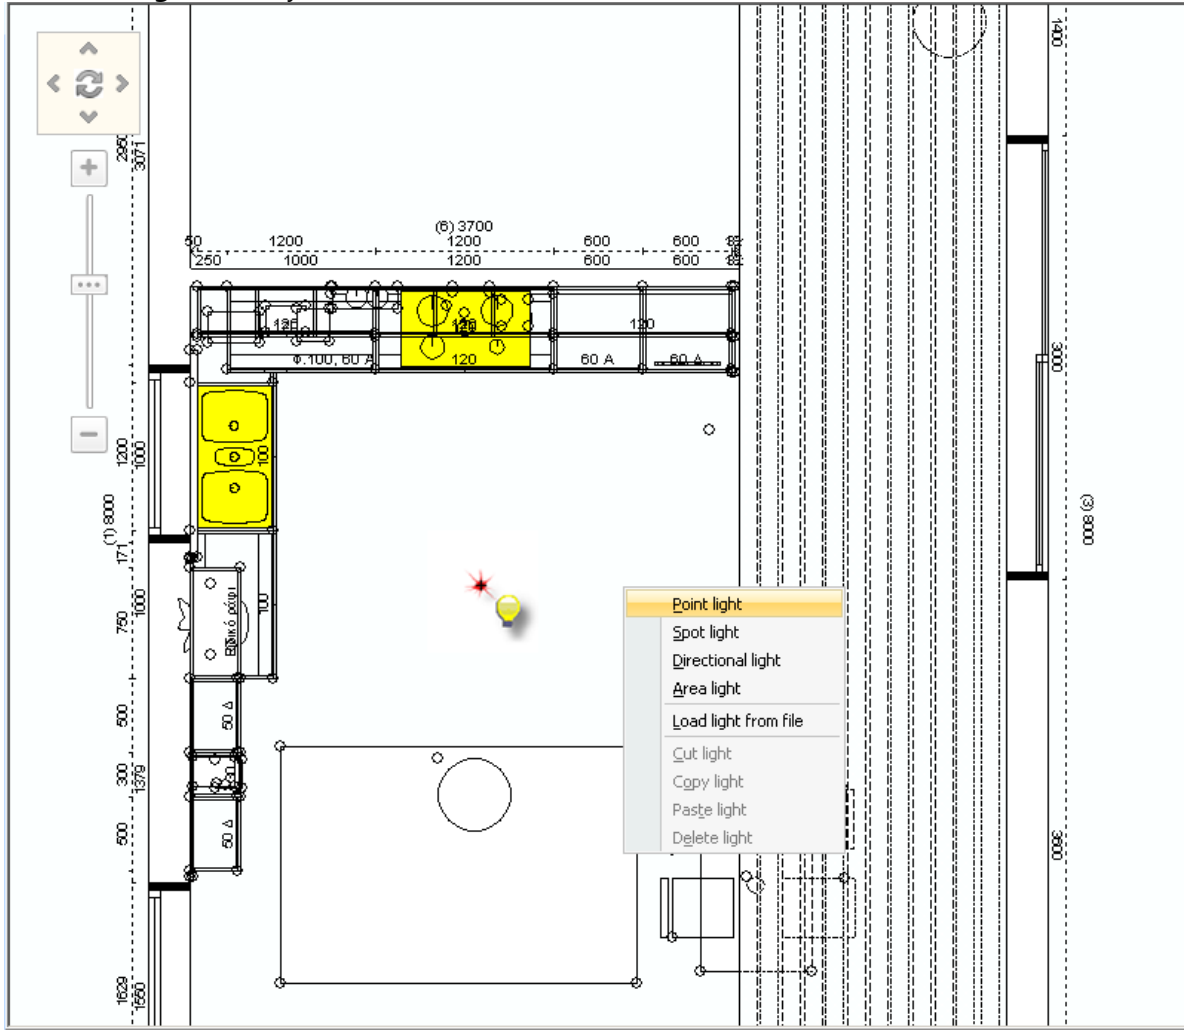 1400
2950
3071
(6) 3700
50 1200 1200 600 600
250 1000 1200 600 600
120
Φ.100, 60 Δ 120 60 Δ 60 Δ
3000
1200
1000
100
(1) 8000
(3) 8000
171
1000
750
100
Point light
Spot light
Directional light
Area light
Load light from file
Cut light
Copy light
Paste light
Delete light
500
50 Δ
300
1379
500
50 Δ
3600
1629
1550